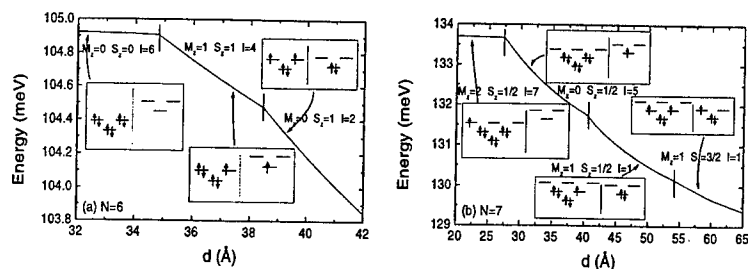 (a) N=6
Energy (meV)
105.0
104.8
104.6
104.4
104.2
104.0
103.8
M_z=0 S_z=0 I=6
M_z=1 S_z=1 I=4
M_z=0 S_z=1 I=2
32 34 36 38 40 42
d (Å)
(b) N=7
Energy (meV)
134
133
132
131
130
129
M_z=2 S_z=1/2 I=7
M_z=0 S_z=1/2 I=5
M_z=1 S_z=1/2 I=1
M_z=1 S_z=3/2 I=1
20 25 30 35 40 45 50 55 60 65
d (Å)